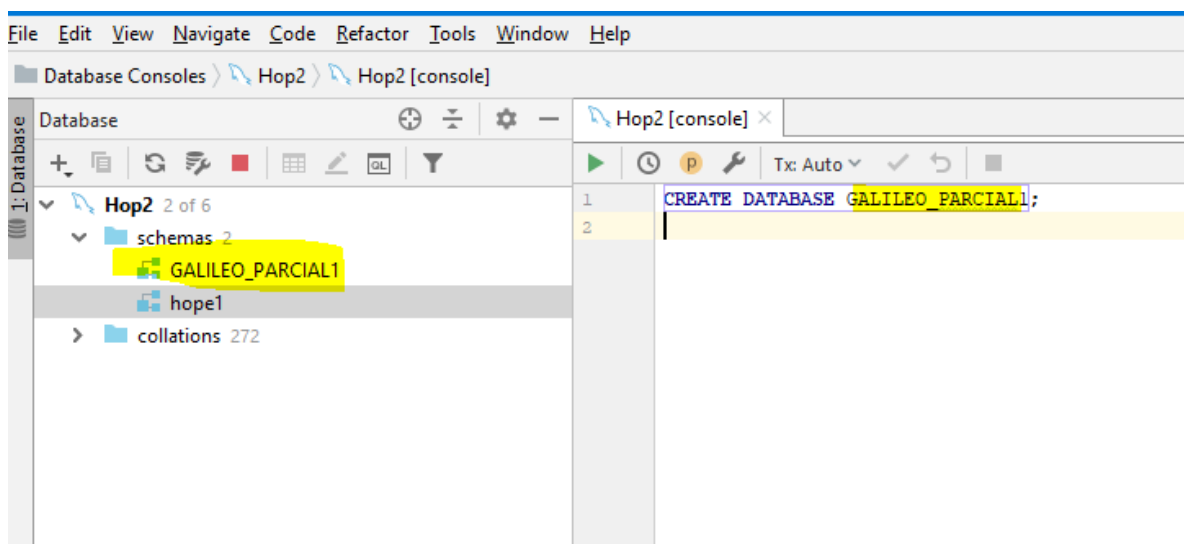 File Edit View Navigate Code Refactor Tools Window Help
Database Consoles Hop2 Hop2 [console]
1: Database
Database
Hop2 2 of 6
schemas 2
GALILEO_PARCIAL1
hope1
collations 272
Hop2 [console]
P Tx: Auto
QL
1 CREATE DATABASE GALILEO_PARCIAL1;
2